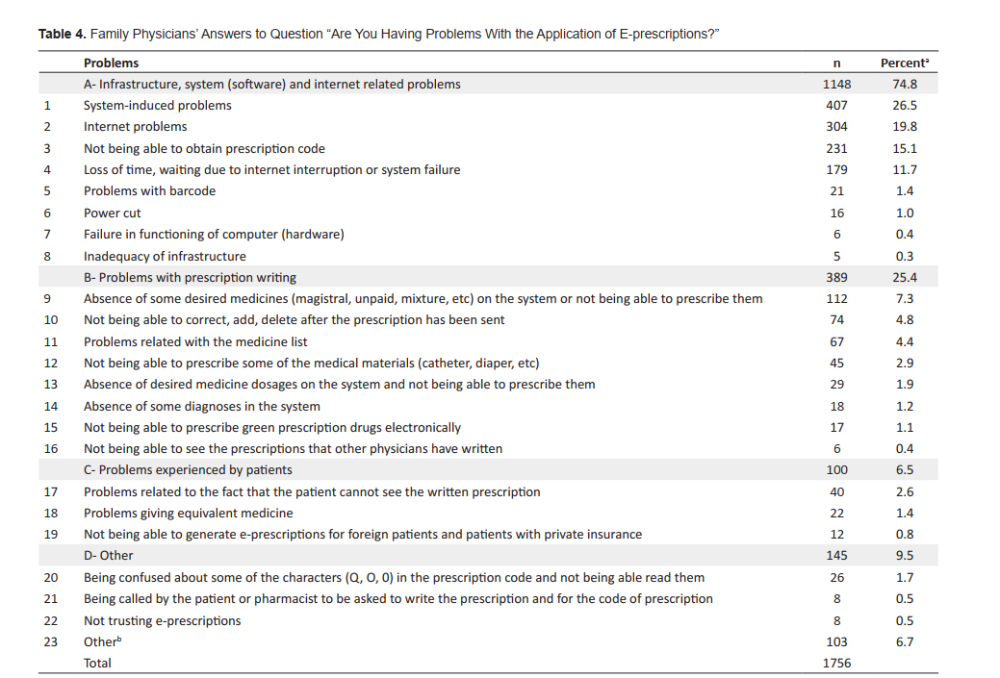 Table 4. Family Physicians’ Answers to Question “Are You Having Problems With the Application of E-prescriptions?”
Problems n Percentᵃ
A- Infrastructure, system (software) and internet related problems 1148 74.8
1 System-induced problems 407 26.5
2 Internet problems 304 19.8
3 Not being able to obtain prescription code 231 15.1
4 Loss of time, waiting due to internet interruption or system failure 179 11.7
5 Problems with barcode 21 1.4
6 Power cut 16 1.0
7 Failure in functioning of computer (hardware) 6 0.4
8 Inadequacy of infrastructure 5 0.3
B- Problems with prescription writing 389 25.4
9 Absence of some desired medicines (magistral, unpaid, mixture, etc) on the system or not being able to prescribe them 112 7.3
10 Not being able to correct, add, delete after the prescription has been sent 74 4.8
11 Problems related with the medicine list 67 4.4
12 Not being able to prescribe some of the medical materials (catheter, diaper, etc) 45 2.9
13 Absence of desired medicine dosages on the system and not being able to prescribe them 29 1.9
14 Absence of some diagnoses in the system 18 1.2
15 Not being able to prescribe green prescription drugs electronically 17 1.1
16 Not being able to see the prescriptions that other physicians have written 6 0.4
C- Problems experienced by patients 100 6.5
17 Problems related to the fact that the patient cannot see the written prescription 40 2.6
18 Problems giving equivalent medicine 22 1.4
19 Not being able to generate e-prescriptions for foreign patients and patients with private insurance 12 0.8
D- Other 145 9.5
20 Being confused about some of the characters (Q, O, 0) in the prescription code and not being able read them 26 1.7
21 Being called by the patient or pharmacist to be asked to write the prescription and for the code of prescription 8 0.5
22 Not trusting e-prescriptions 8 0.5
23 Otherᵇ 103 6.7
Total 1756